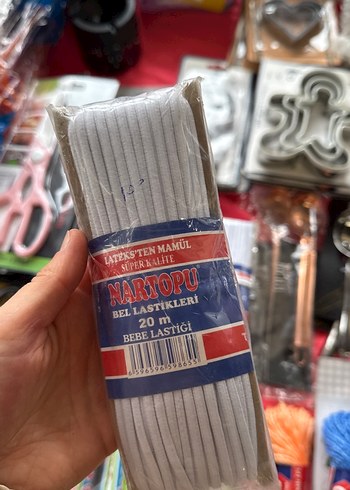 LATEKS'TEN MAMÜL
SÜPER KALİTE
NARTOPU
BEL LASTİKLERİ
20 m
BEBE LASTİĞİ